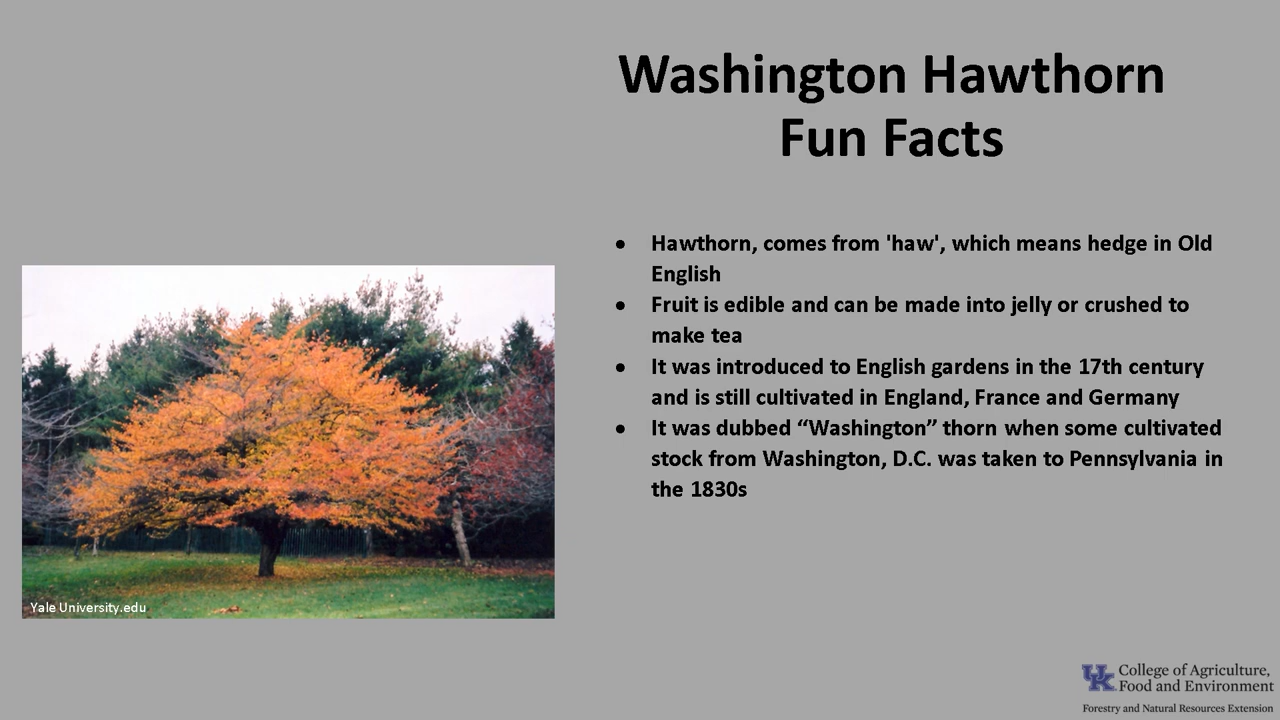 Washington Hawthorn
Fun Facts
● Hawthorn, comes from 'haw', which means hedge in Old
English
● Fruit is edible and can be made into jelly or crushed to
make tea
● It was introduced to English gardens in the 17th century
and is still cultivated in England, France and Germany
● It was dubbed “Washington” thorn when some cultivated
stock from Washington, D.C. was taken to Pennsylvania in
the 1830s
Yale University.edu
UK College of Agriculture,
Food and Environment
Forestry and Natural Resources Extension